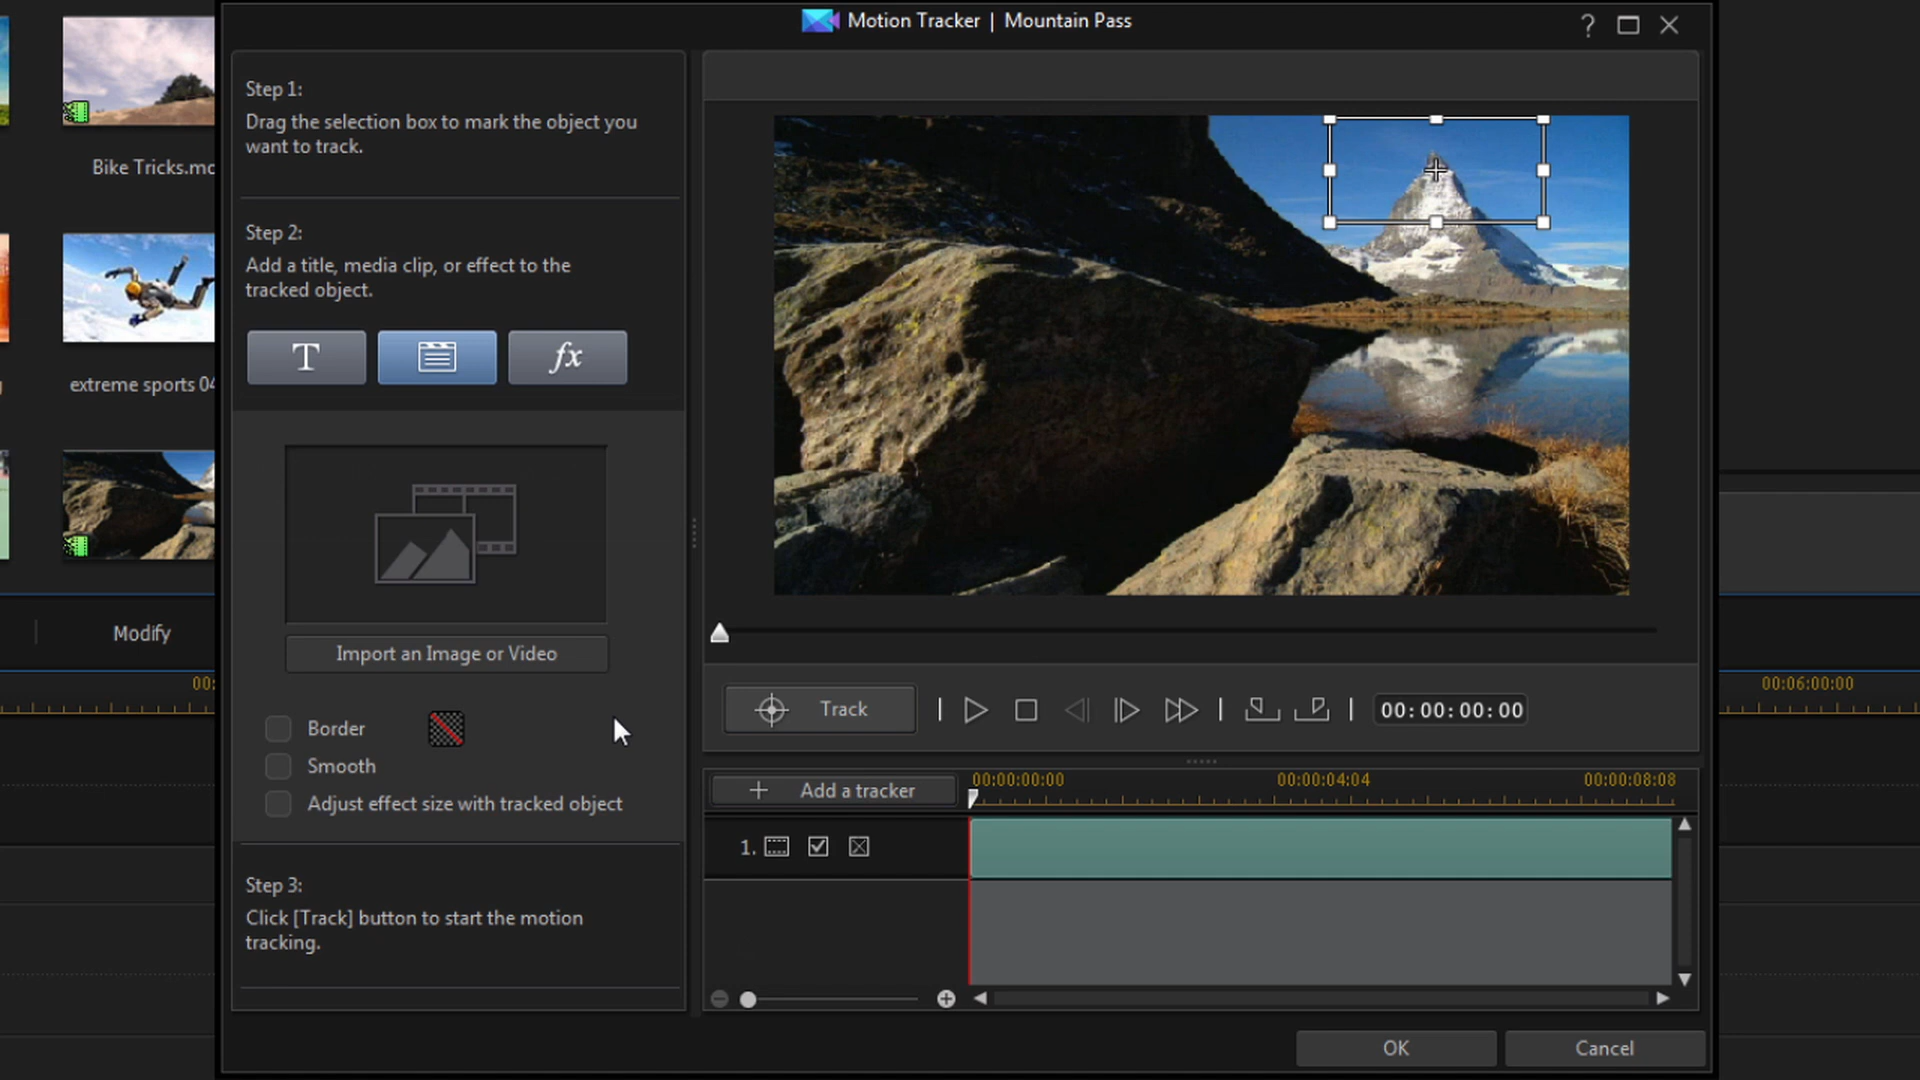 Motion Tracker | Mountain Pass
?
Step 1:
Drag the selection box to mark the object you
want to track.
Bike Tricks.mo
Step 2:
Add a title, media clip, or effect to the
tracked object.
T
fx
extreme sports 04
Import an Image or Video
Modify
00:
00:06:00:00
Track
00:00:00:00
Border
Smooth
Adjust effect size with tracked object
Add a tracker
00:00:00:00
00:00:04:04
00:00:08:08
1.
Step 3:
Click [Track] button to start the motion
tracking.
OK
Cancel